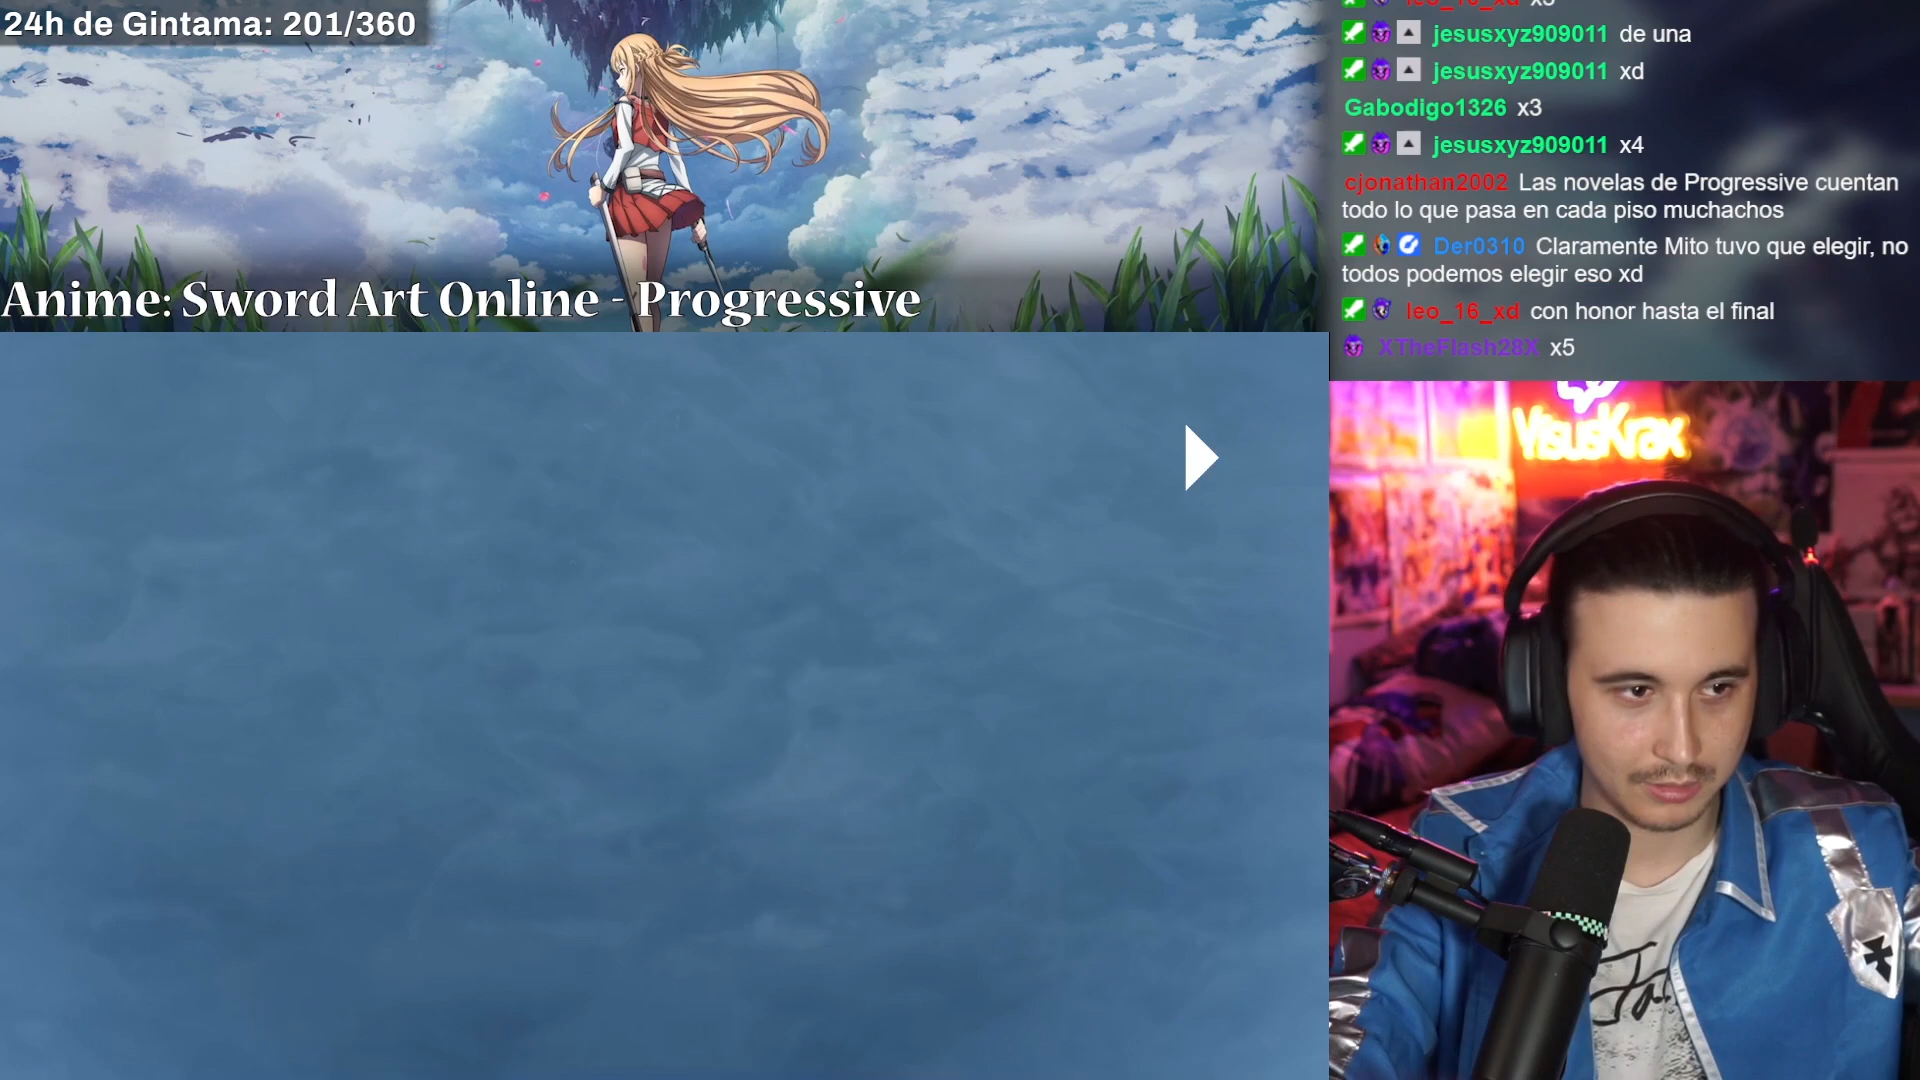 24h de Gintama: 201/360
Anime: Sword Art Online - Progressive
leo_16_xd x3
jesusxyz909011 de una
jesusxyz909011 xd
Gabodigo1326 x3
jesusxyz909011 x4
cjonathan2002 Las novelas de Progressive cuentan
todo lo que pasa en cada piso muchachos
Der0310 Claramente Mito tuvo que elegir, no
todos podemos elegir eso xd
leo_16_xd con honor hasta el final
XTheFlash28X x5
VisusKrax